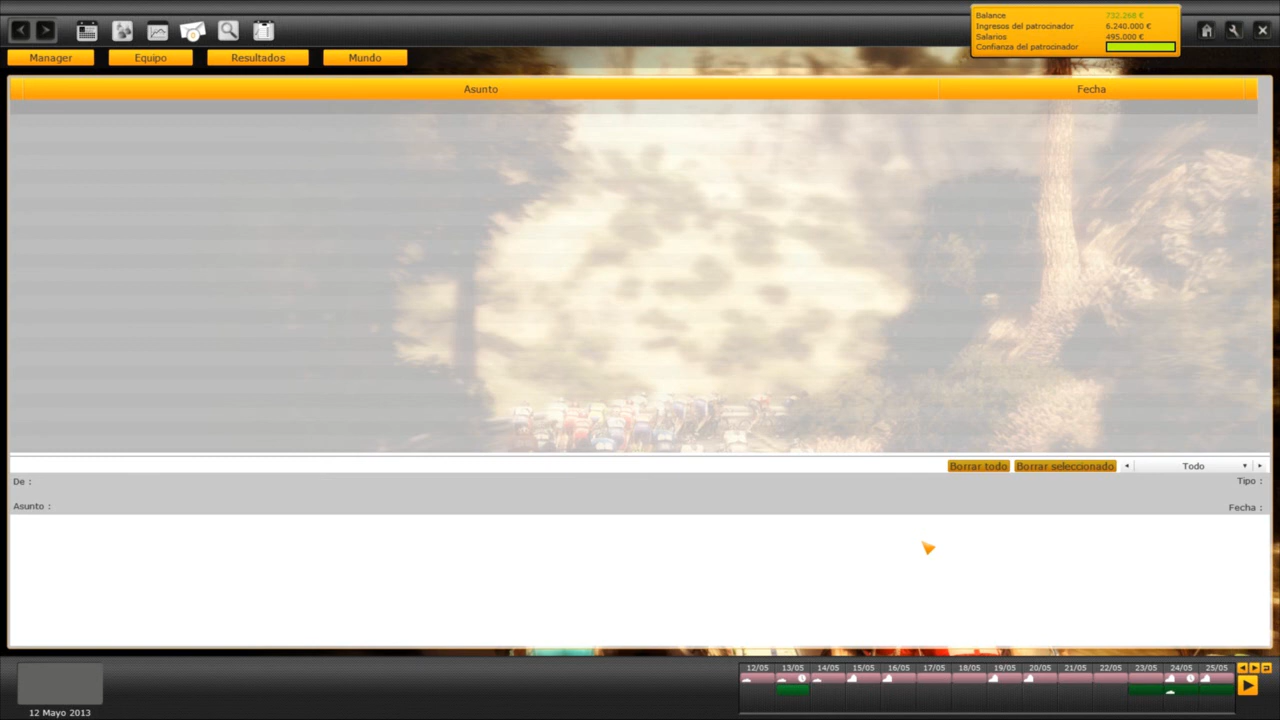 Balance 732.268 €
Ingresos del patrocinador 6.240.000 €
Salarios 495.000 €
Confianza del patrocinador
Manager Equipo Resultados Mundo
Asunto Fecha
Borrar todo Borrar seleccionado Todo
De : Tipo :
Asunto : Fecha :
12/05 13/05 14/05 15/05 16/05 17/05 18/05 19/05 20/05 21/05 22/05 23/05 24/05 25/05
12 Mayo 2013